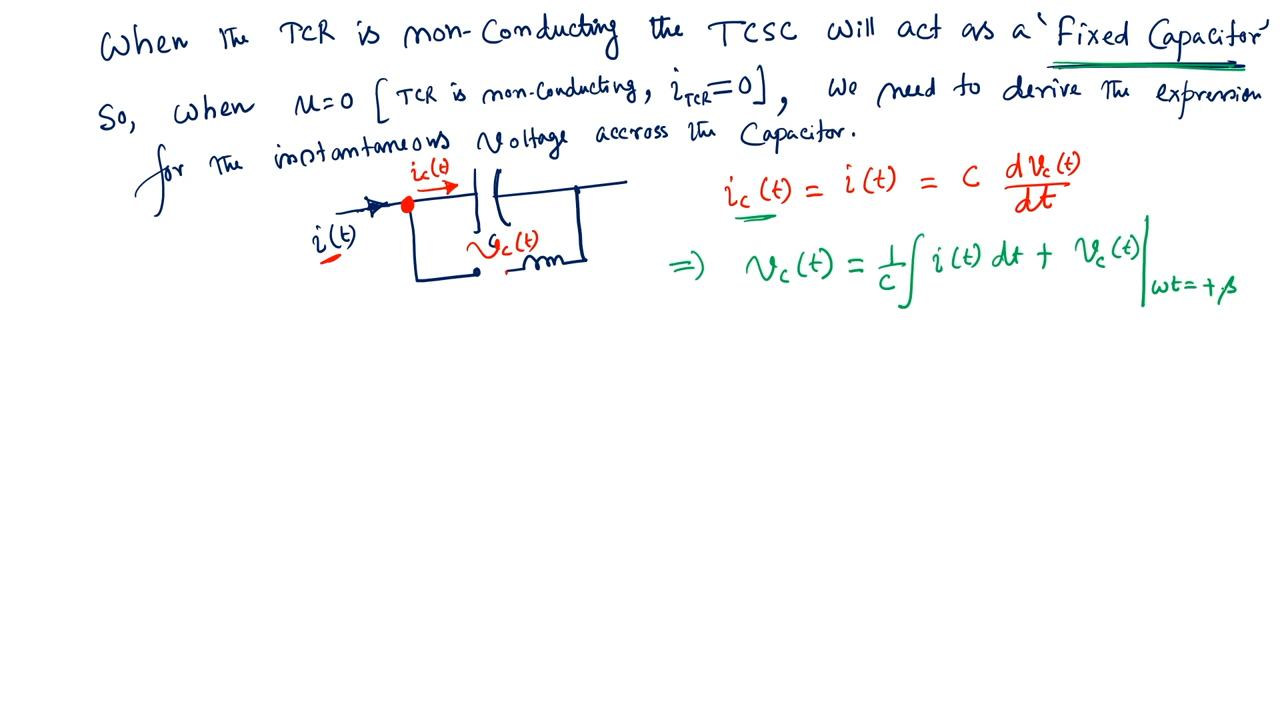 When the TCR is non-Conducting the TCSC will act as a 'Fixed Capacitor'
So, when u=0 [TCR is non-conducting, i_TCR=0], We need to derive the expression
for the instantaneous Voltage accross the Capacitor.
i_c(t)
i(t)
v_c(t)
i_c(t) = i(t) = C dv_c(t)/dt
⇒ v_c(t) = 1/C ∫ i(t) dt + v_c(t)|_ωt=+β